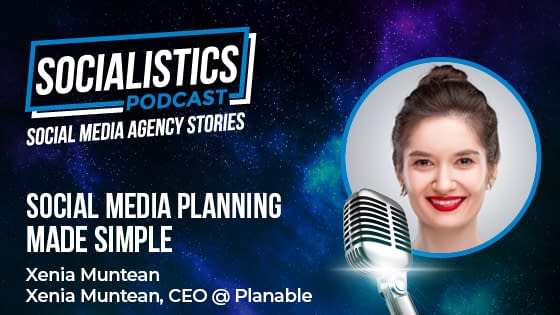 SOCIALISTICS
PODCAST
SOCIAL MEDIA AGENCY STORIES
SOCIAL MEDIA PLANNING
MADE SIMPLE
Xenia Muntean
Xenia Muntean, CEO @ Planable